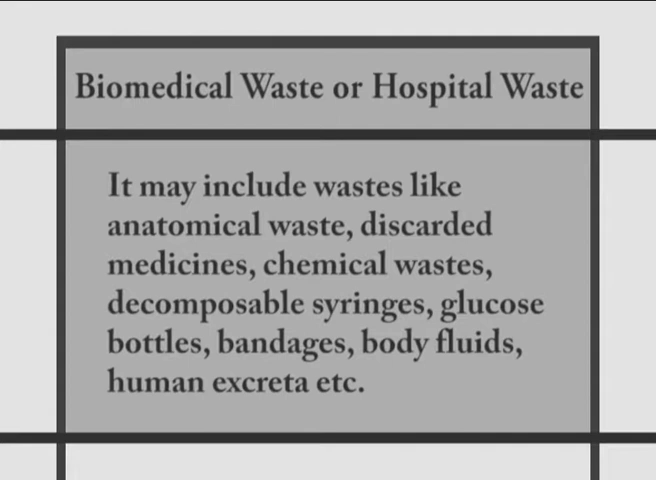 Biomedical Waste or Hospital Waste
It may include wastes like
anatomical waste, discarded
medicines, chemical wastes,
decomposable syringes, glucose
bottles, bandages, body fluids,
human excreta etc.